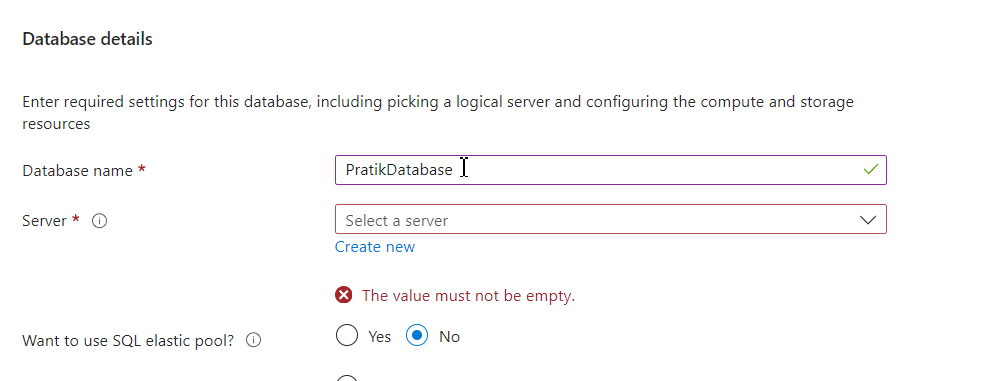 Database details
Enter required settings for this database, including picking a logical server and configuring the compute and storage
resources
Database name *
PratikDatabase
Server *
Select a server
Create new
The value must not be empty.
Want to use SQL elastic pool?
Yes
No